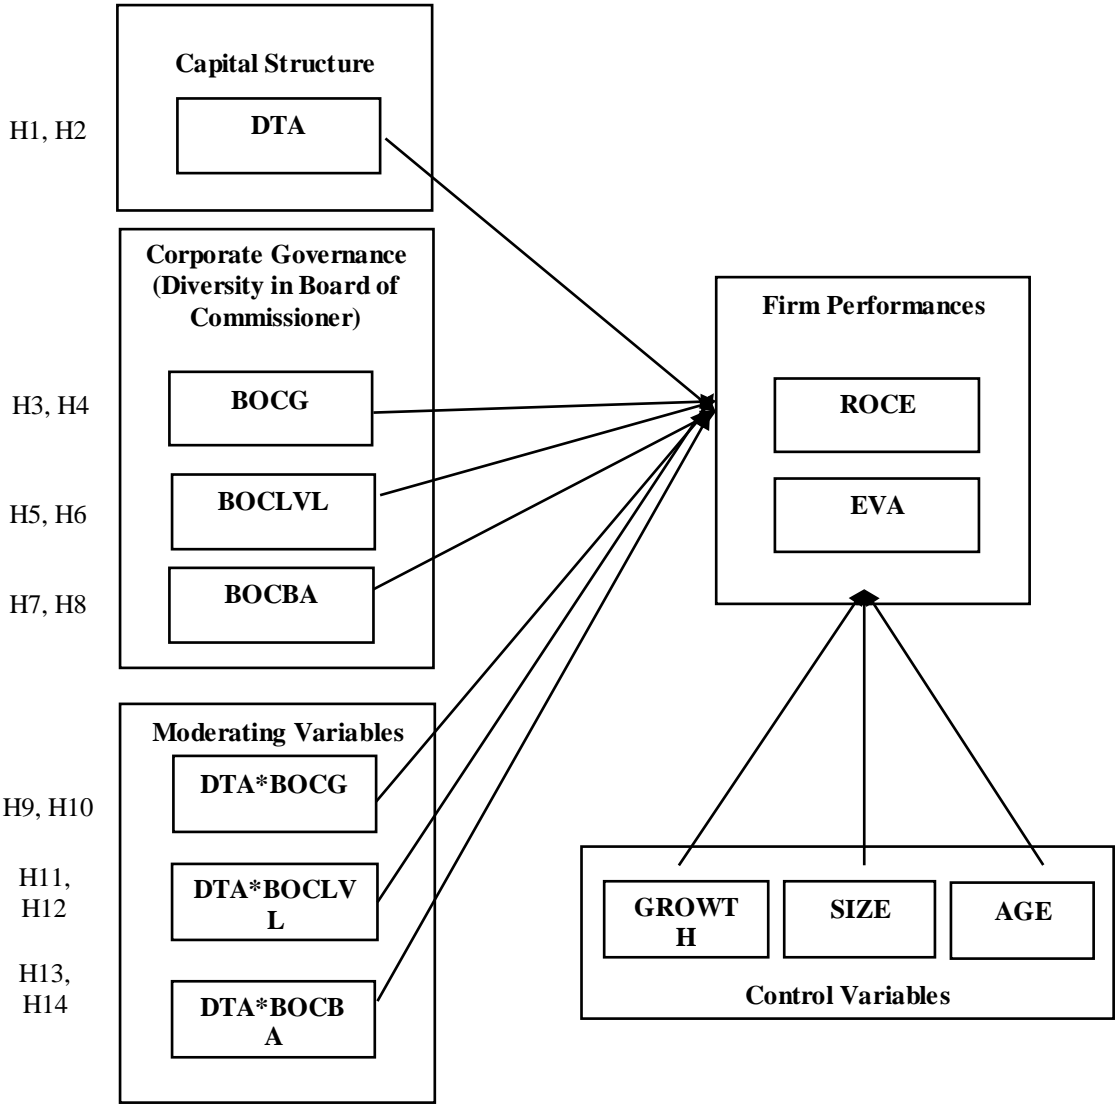 Capital Structure
DTA
H1, H2
Corporate Governance
(Diversity in Board of
Commissioner)
BOCG
H3, H4
BOCLVL
H5, H6
BOCBA
H7, H8
Moderating Variables
DTA*BOCG
H9, H10
DTA*BOCLV
L
H11,
H12
DTA*BOCB
A
H13,
H14
Firm Performances
ROCE
EVA
GROWT
H
SIZE
AGE
Control Variables